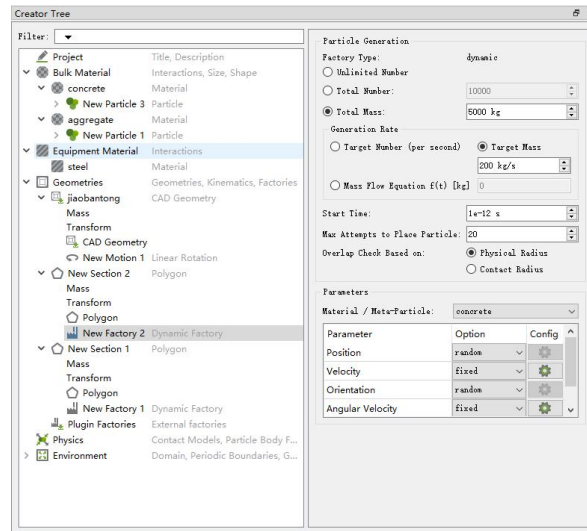 Creator Tree
Filter:
Project Title, Description
Bulk Material Interactions, Size, Shape
concrete Material
New Particle 3 Particle
aggregate Material
New Particle 1 Particle
Equipment Material Interactions
steel Material
Geometries Geometries, Kinematics, Factories
jiaobantong CAD Geometry
Mass
Transform
CAD Geometry
New Motion 1 Linear Rotation
New Section 2 Polygon
Mass
Transform
Polygon
New Factory 2 Dynamic Factory
New Section 1 Polygon
Mass
Transform
Polygon
New Factory 1 Dynamic Factory
Plugin Factories External factories
Physics Contact Models, Particle Body F...
Environment Domain, Periodic Boundaries, G...
Particle Generation
Factory Type: dynamic
Unlimited Number
Total Number: 10000
Total Mass: 5000 kg
Generation Rate
Target Number (per second) Target Mass
200 kg/s
Mass Flow Equation f(t) [kg] 0
Start Time: 1e-12 s
Max Attempts to Place Particle: 20
Overlap Check Based on: Physical Radius
Contact Radius
Parameters
Material / Meta-Particle: concrete
Parameter Option Config
Position random
Velocity fixed
Orientation random
Angular Velocity fixed